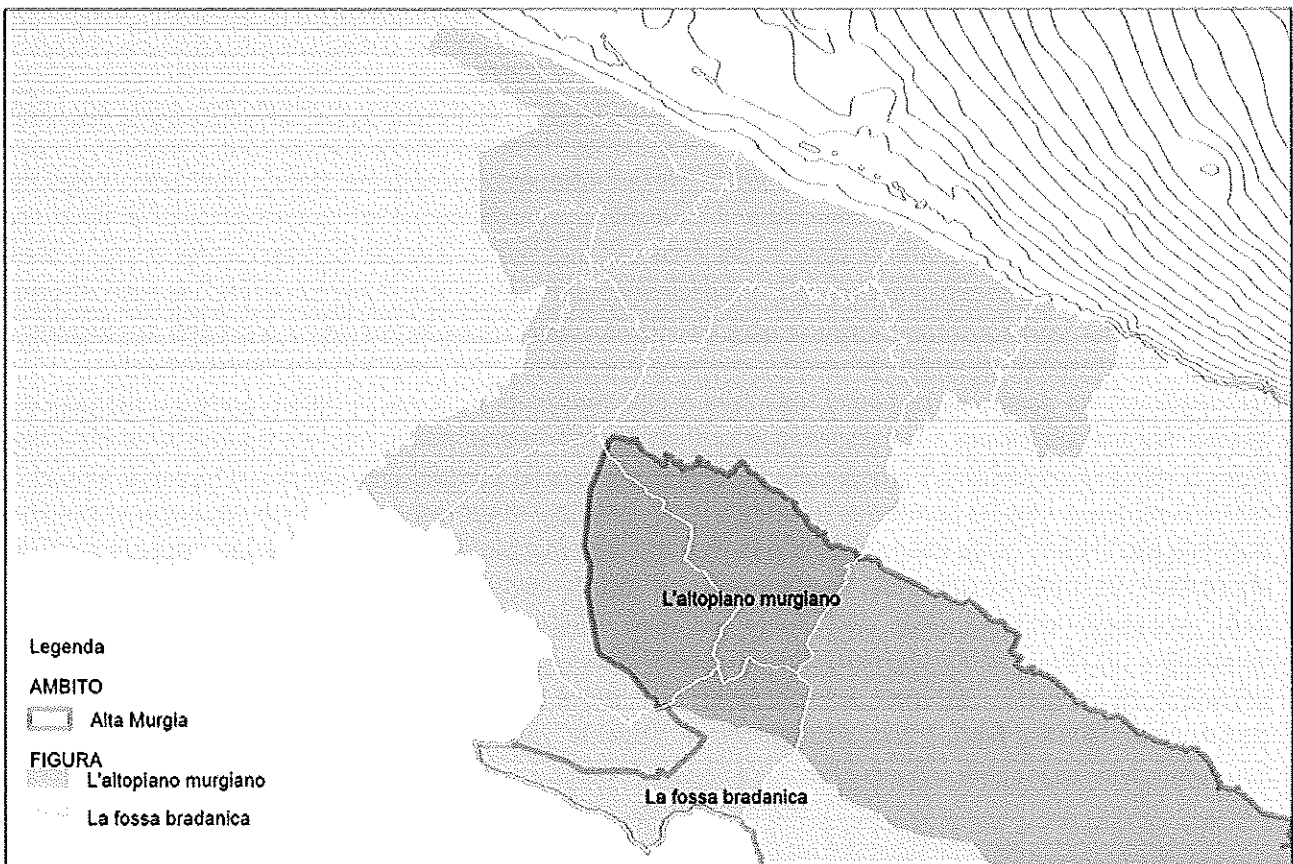 L'altopiano murgiano
La fossa bradanica
Legenda
AMBITO
Alta Murgia
FIGURA
L'altopiano murgiano
La fossa bradanica